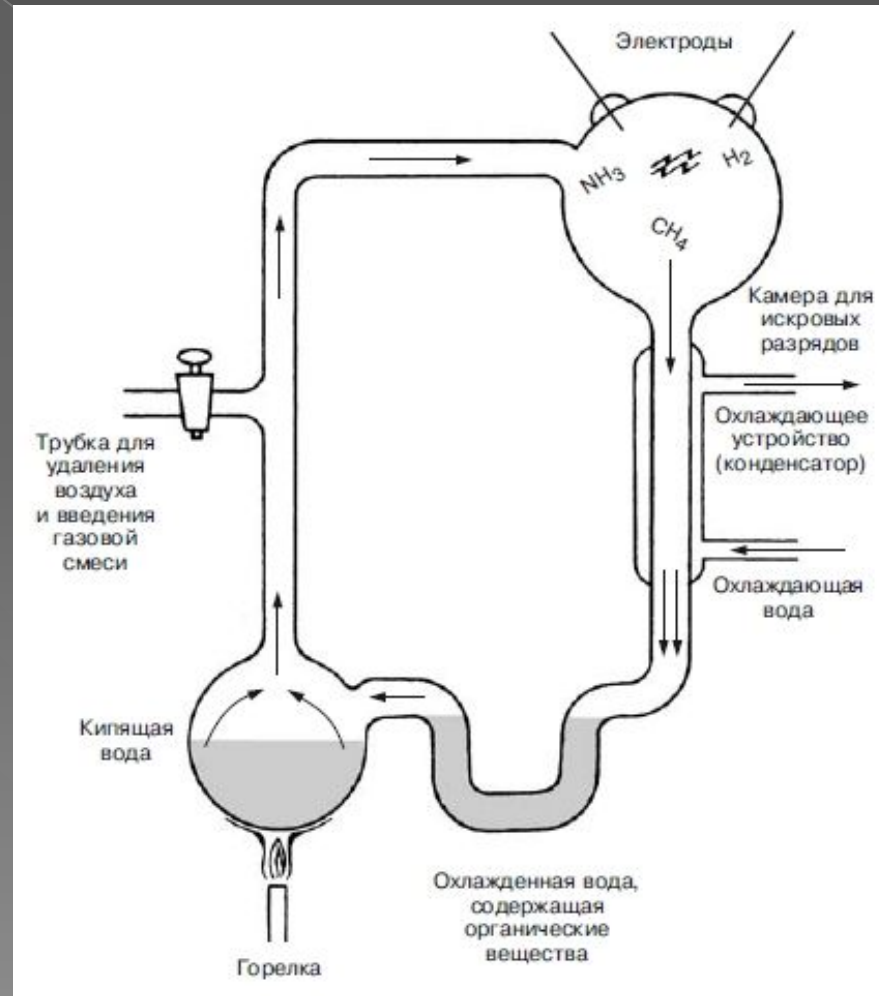 Электроды
NH3
H2
CH4
Камера для
искровых
разрядов
Охлаждающее
устройство
(конденсатор)
Трубка для
удаления
воздуха
и введения
газовой
смеси
Охлаждающая
вода
Кипящая
вода
Охлажденная вода,
содержащая
органические
вещества
Горелка